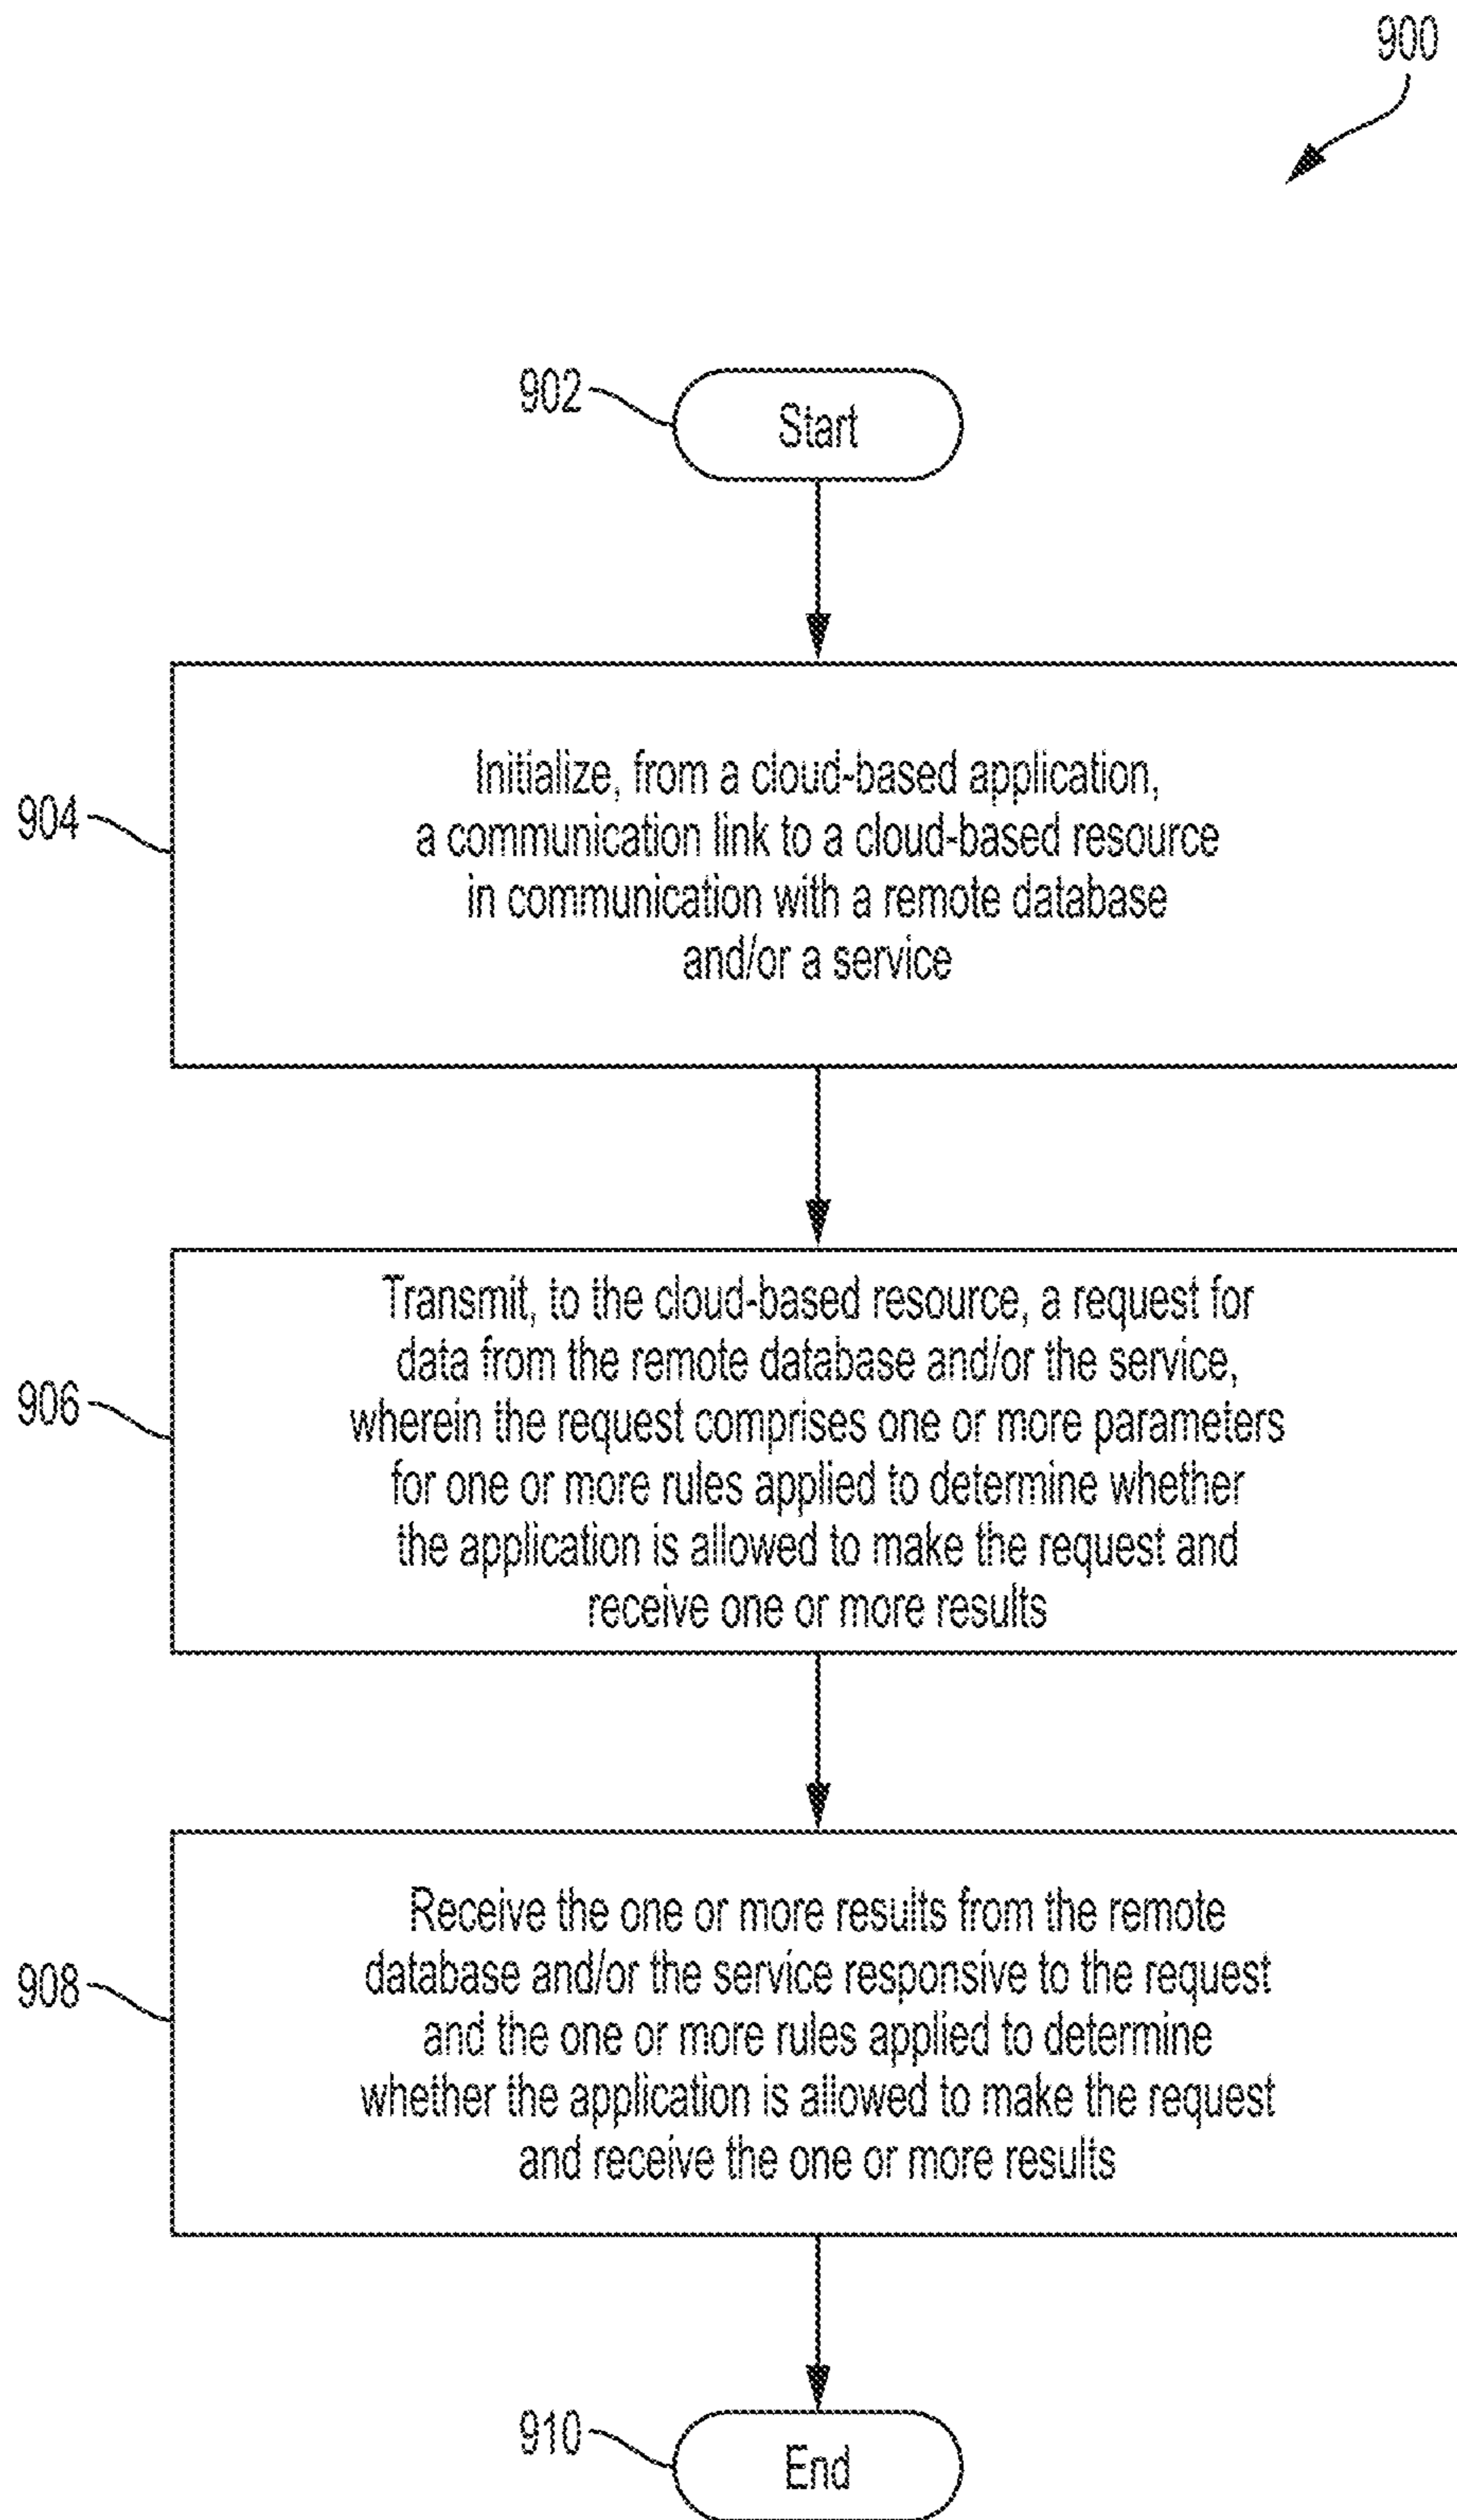 900
902
Start
904
Initialize, from a cloud-based application,
a communication link to a cloud-based resource
in communication with a remote database
and/or a service
906
Transmit, to the cloud-based resource, a request for
data from the remote database and/or the service,
wherein the request comprises one or more parameters
for one or more rules applied to determine whether
the application is allowed to make the request and
receive one or more results
908
Receive the one or more results from the remote
database and/or the service responsive to the request
and the one or more rules applied to determine
whether the application is allowed to make the request
and receive the one or more results
910
End